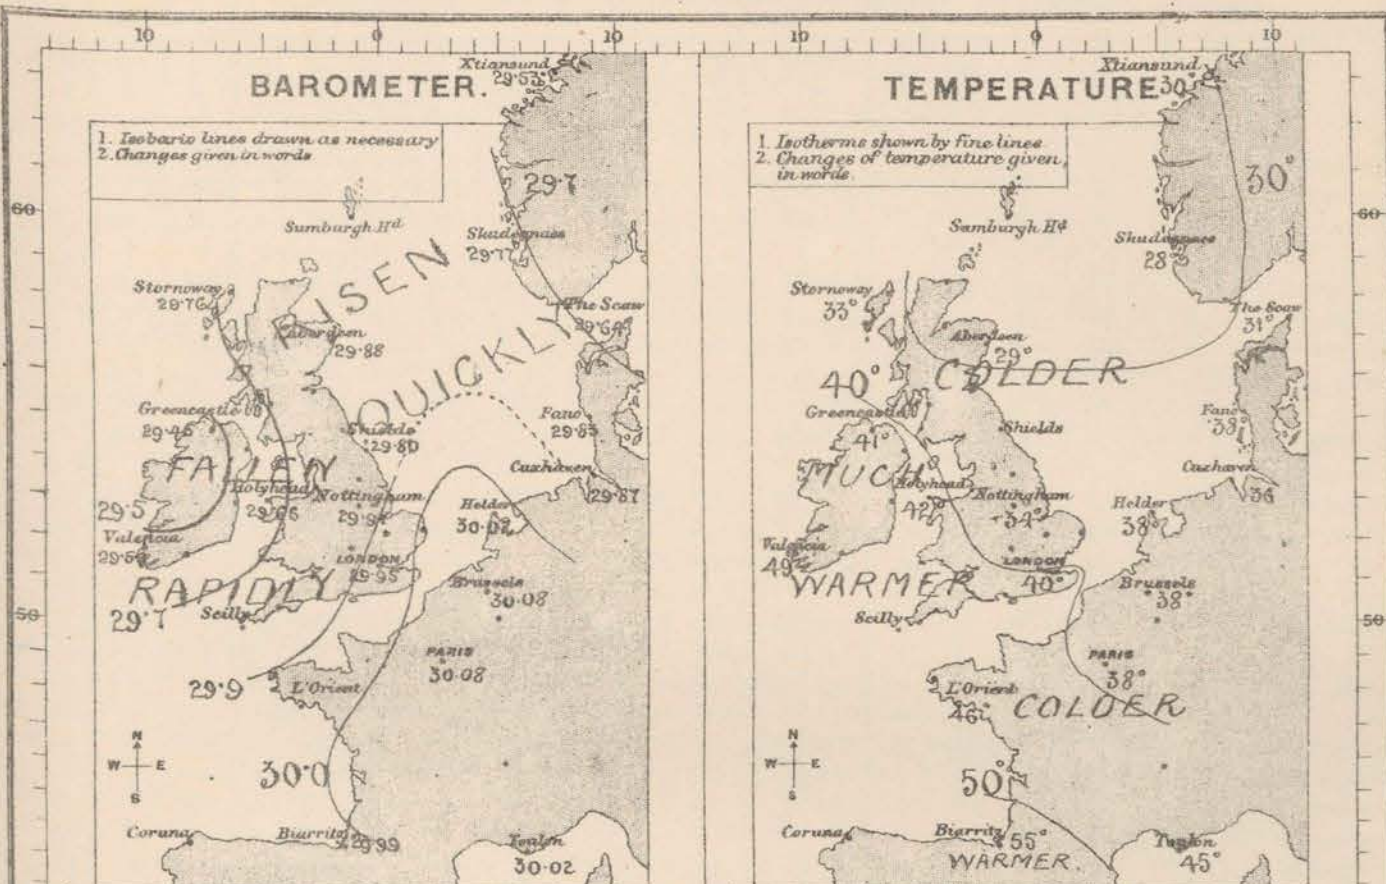 10 0 10
BAROMETER.
1. Isobaric lines drawn as necessary
2. Changes given in words
Xtiansund
29·53
29·7
60
Sumburgh Hd
Skudesnaes
29·77
RISEN
QUICKLY
Stornoway
29·76
Aberdeen
29·88
The Scaw
29·64
Greencastle
29·46
Shields
29·80
Fano
29·83
FALLEN
Holyhead
29·66
Nottingham
29·94
Cuxhaven
29·87
Helder
30·02
29·5
Valencia
LONDON
29·95
Brussels
30·08
RAPIDLY
29·7
Scilly
50
PARIS
30·08
29·9
L'Orient
N
W E
S
30·0
Coruna
Biarritz
29·99
Toulon
30·02
10 0 10
TEMPERATURE
1. Isotherms shown by fine lines
2. Changes of temperature given,
in words.
Xtiansund
30°
30°
60
Sumburgh Hd
Skudesnaes
28°
Stornoway
33°
Aberdeen
29°
The Scaw
31°
40°
COLDER
Greencastle
41°
Shields
Fano
38°
MUCH
Holyhead
42°
Nottingham
34°
Cuxhaven
36
Helder
38°
Valencia
49°
WARMER
LONDON
40°
Brussels
38°
Scilly
50
PARIS
38°
L'Orient
46°
COLDER
N
W E
S
50°
Coruna
Biarritz
55°
WARMER.
Toulon
45°